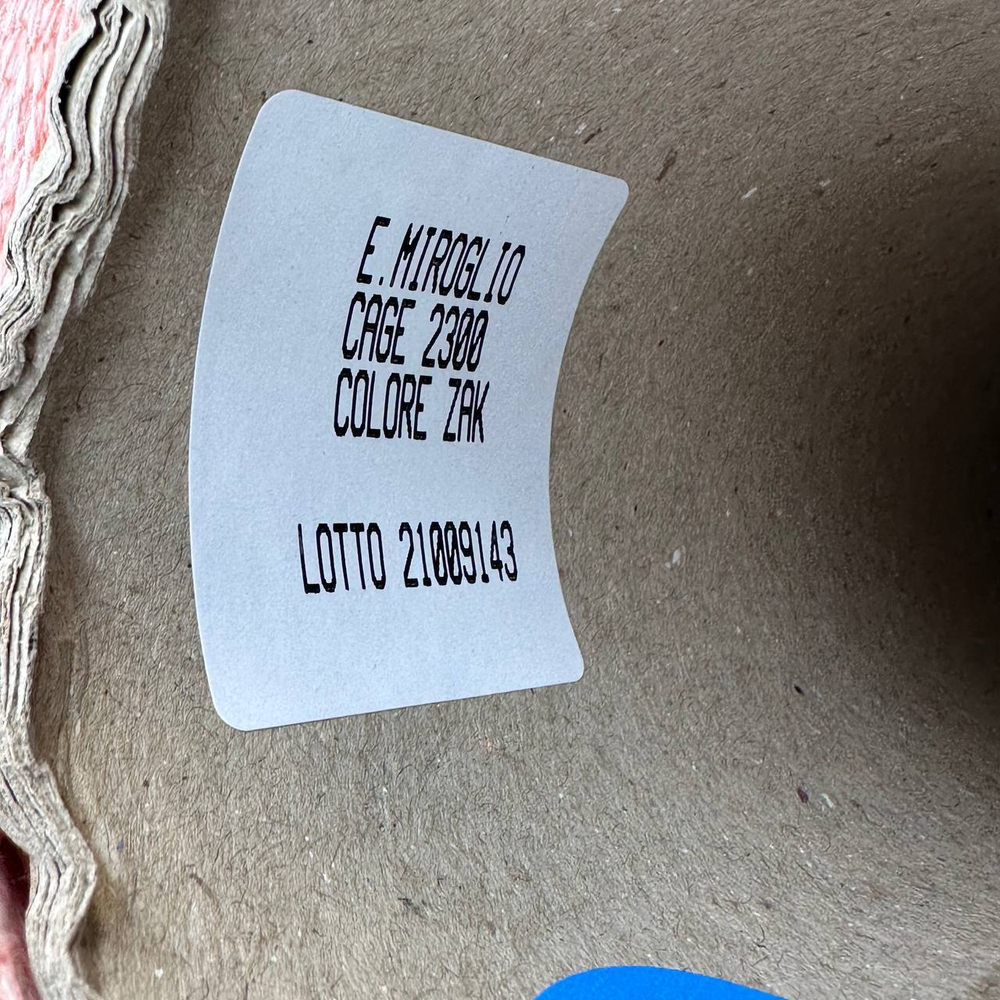 E.MIROGLIO
CAGE 2300
COLORE ZAK
LOTTO 21009143